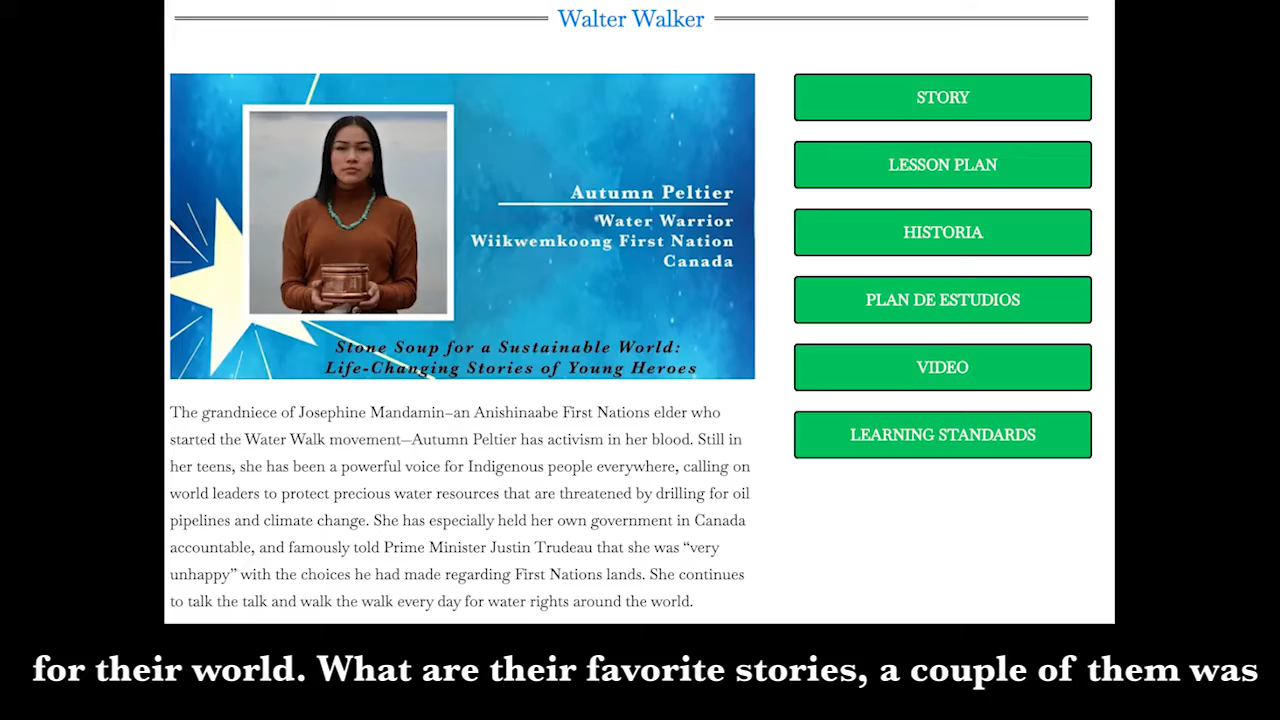 Walter Walker
Autumn Peltier
Water Warrior
Wiikwemkoong First Nation
Canada
Stone Soup for a Sustainable World:
Life-Changing Stories of Young Heroes
The grandniece of Josephine Mandamin–an Anishinaabe First Nations elder who
started the Water Walk movement—Autumn Peltier has activism in her blood. Still in
her teens, she has been a powerful voice for Indigenous people everywhere, calling on
world leaders to protect precious water resources that are threatened by drilling for oil
pipelines and climate change. She has especially held her own government in Canada
accountable, and famously told Prime Minister Justin Trudeau that she was “very
unhappy” with the choices he had made regarding First Nations lands. She continues
to talk the talk and walk the walk every day for water rights around the world.
STORY
LESSON PLAN
HISTORIA
PLAN DE ESTUDIOS
VIDEO
LEARNING STANDARDS
for their world. What are their favorite stories, a couple of them was